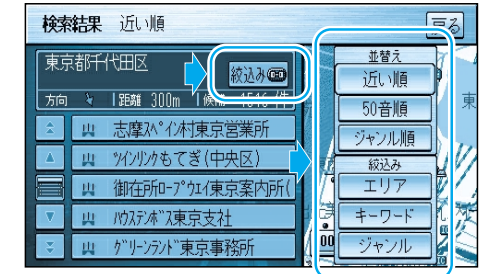 検索結果 近い順
戻る
東京都千代田区
絞込み
方向 距離 300m
志摩スペイン村東京営業所
ツインリンクもてぎ(中央区)
御在所ロープウェイ東京案内所(
ハウステンボス東京支社
グリーンランド東京事務所
並替え
近い順
50音順
ジャンル順
絞込み
エリア
キーワード
ジャンル
東